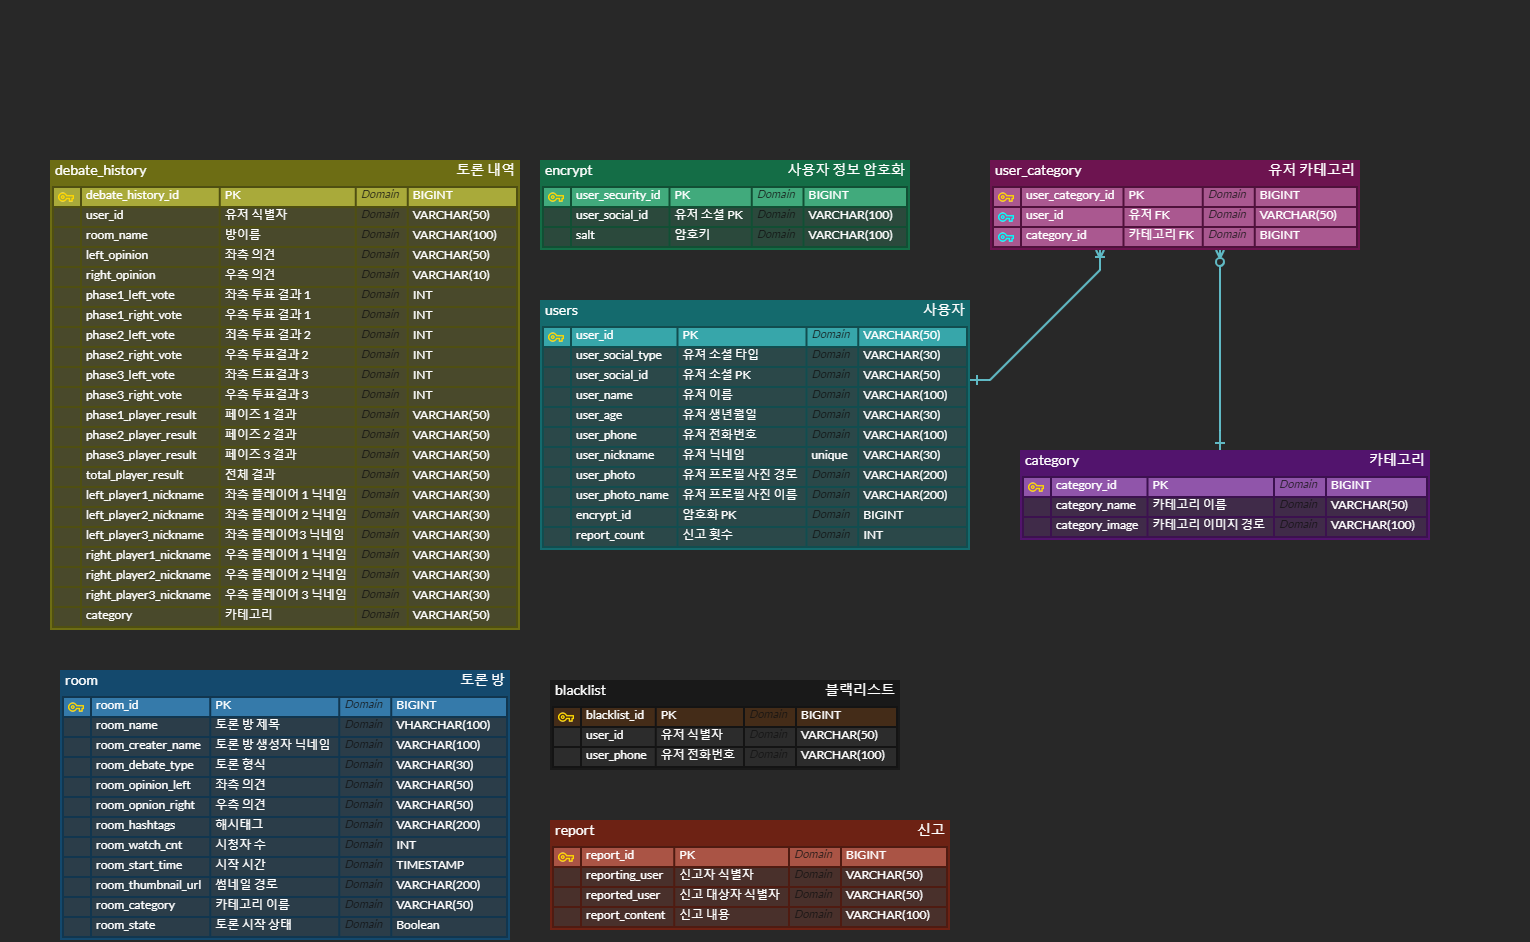 debate_history 토론 내역
debate_history_id PK Domain BIGINT
user_id 유저 식별자 Domain VARCHAR(50)
room_name 방이름 Domain VARCHAR(100)
left_opinion 좌측 의견 Domain VARCHAR(50)
right_opinion 우측 의견 Domain VARCHAR(10)
phase1_left_vote 좌측 투표 결과 1 Domain INT
phase1_right_vote 우측 투표 결과 1 Domain INT
phase2_left_vote 죄측 투표 결과 2 Domain INT
phase2_right_vote 우측 투표결과 2 Domain INT
phase3_left_vote 좌측 트표결과 3 Domain INT
phase3_right_vote 우측 투표결과 3 Domain INT
phase1_player_result 페이즈 1 결과 Domain VARCHAR(50)
phase2_player_result 페이즈 2 결과 Domain VARCHAR(50)
phase3_player_result 페이즈 3 결과 Domain VARCHAR(50)
total_player_result 전체 결과 Domain VARCHAR(50)
left_player1_nickname 좌측 플레이어 1 닉네임 Domain VARCHAR(30)
left_player2_nickname 좌측 플레이어 2 닉네임 Domain VARCHAR(30)
left_player3_nickname 좌측 플레이어3 닉네임 Domain VARCHAR(30)
right_player1_nickname 우측 플레이어 1 닉네임 Domain VARCHAR(30)
right_player2_nickname 우측 플레이어 2 닉네임 Domain VARCHAR(30)
right_player3_nickname 우측 플레이어 3 닉네임 Domain VARCHAR(30)
category 카테고리 Domain VARCHAR(50)
encrypt 사용자 정보 암호화
user_security_id PK Domain BIGINT
user_social_id 유저 소셜 PK Domain VARCHAR(100)
salt 암호키 Domain VARCHAR(100)
user_category 유저 카테고리
user_category_id PK Domain BIGINT
user_id 유저 FK Domain VARCHAR(50)
category_id 카테고리 FK Domain BIGINT
users 사용자
user_id PK Domain VARCHAR(50)
user_social_type 유저 소셜 타입 Domain VARCHAR(30)
user_social_id 유저 소셜 PK Domain VARCHAR(50)
user_name 유저 이름 Domain VARCHAR(100)
user_age 유저 생년월일 Domain VARCHAR(30)
user_phone 유저 전화번호 Domain VARCHAR(100)
user_nickname 유저 닉네임 unique VARCHAR(30)
user_photo 유저 프로필 사진 경로 Domain VARCHAR(200)
user_photo_name 유저 프로필 사진 이름 Domain VARCHAR(200)
encrypt_id 암호화 PK Domain BIGINT
report_count 신고 횟수 Domain INT
category 카테고리
category_id PK Domain BIGINT
category_name 카테고리 이름 Domain VARCHAR(50)
category_image 카테고리 이미지 경로 Domain VARCHAR(100)
room 토론 방
room_id PK Domain BIGINT
room_name 토론 방 제목 Domain VHARCHAR(100)
room_creater_name 토론 방 생성자 닉네임 Domain VARCHAR(100)
room_debate_type 토론 형식 Domain VARCHAR(30)
room_opinion_left 좌측 의견 Domain VARCHAR(50)
room_opnion_right 우측 의견 Domain VARCHAR(50)
room_hashtags 해시태그 Domain VARCHAR(200)
room_watch_cnt 시청자 수 Domain INT
room_start_time 시작 시간 Domain TIMESTAMP
room_thumbnail_url 썸네일 경로 Domain VARCHAR(200)
room_category 카테고리 이름 Domain VARCHAR(50)
room_state 토론 시작 상태 Domain Boolean
blacklist 블랙리스트
blacklist_id PK Domain BIGINT
user_id 유저 식별자 Domain VARCHAR(50)
user_phone 유저 전화번호 Domain VARCHAR(100)
report 신고
report_id PK Domain BIGINT
reporting_user 신고자 식별자 Domain VARCHAR(50)
reported_user 신고 대상자 식별자 Domain VARCHAR(50)
report_content 신고 내용 Domain VARCHAR(100)